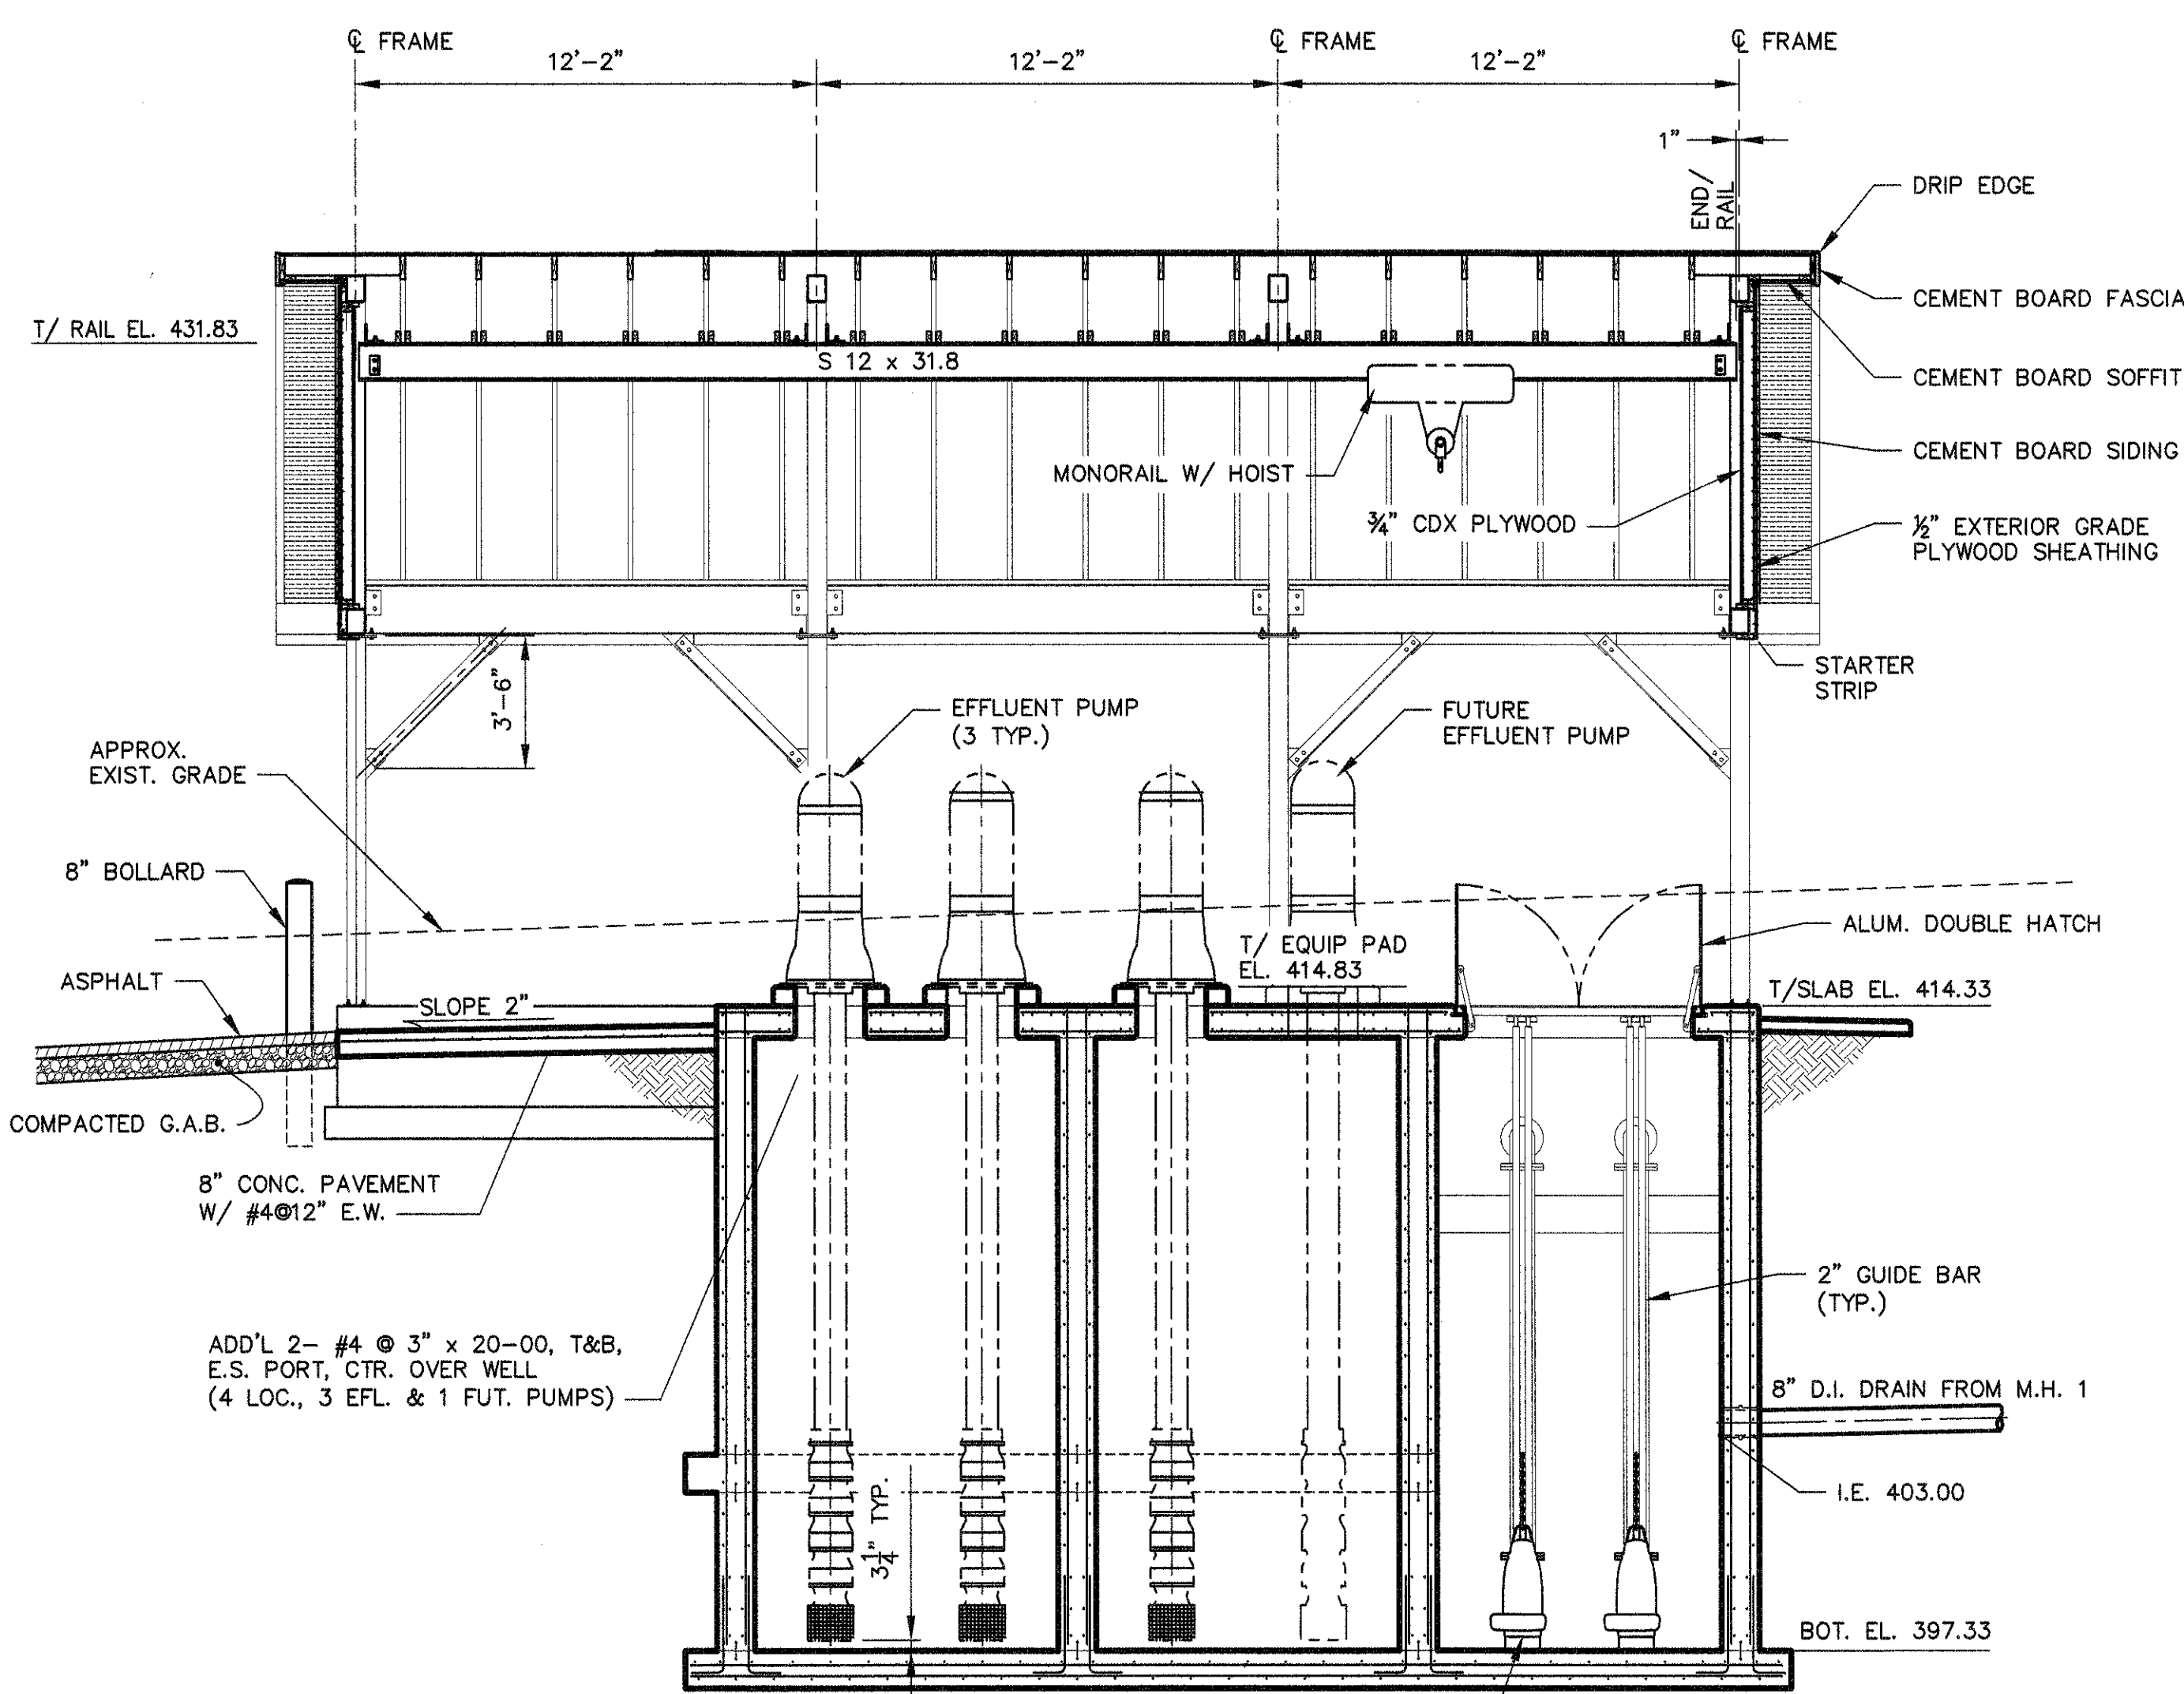 ℄ FRAME
℄ FRAME
℄ FRAME
12'-2"
12'-2"
12'-2"
1"
END/
RAIL
DRIP EDGE
CEMENT BOARD FASCIA
T/ RAIL EL. 431.83
S 12 x 31.8
CEMENT BOARD SOFFIT
CEMENT BOARD SIDING
MONORAIL W/ HOIST
¾" CDX PLYWOOD
½" EXTERIOR GRADE
PLYWOOD SHEATHING
STARTER
STRIP
3'-6"
EFFLUENT PUMP
(3 TYP.)
FUTURE
EFFLUENT PUMP
APPROX.
EXIST. GRADE
8" BOLLARD
ALUM. DOUBLE HATCH
T/ EQUIP PAD
EL. 414.83
ASPHALT
SLOPE 2"
T/SLAB EL. 414.33
COMPACTED G.A.B.
8" CONC. PAVEMENT
W/ #4@12" E.W.
2" GUIDE BAR
(TYP.)
ADD'L 2- #4 @ 3" x 20-00, T&B,
E.S. PORT, CTR. OVER WELL
(4 LOC., 3 EFL. & 1 FUT. PUMPS)
8" D.I. DRAIN FROM M.H. 1
I.E. 403.00
3¼" TYP.
BOT. EL. 397.33